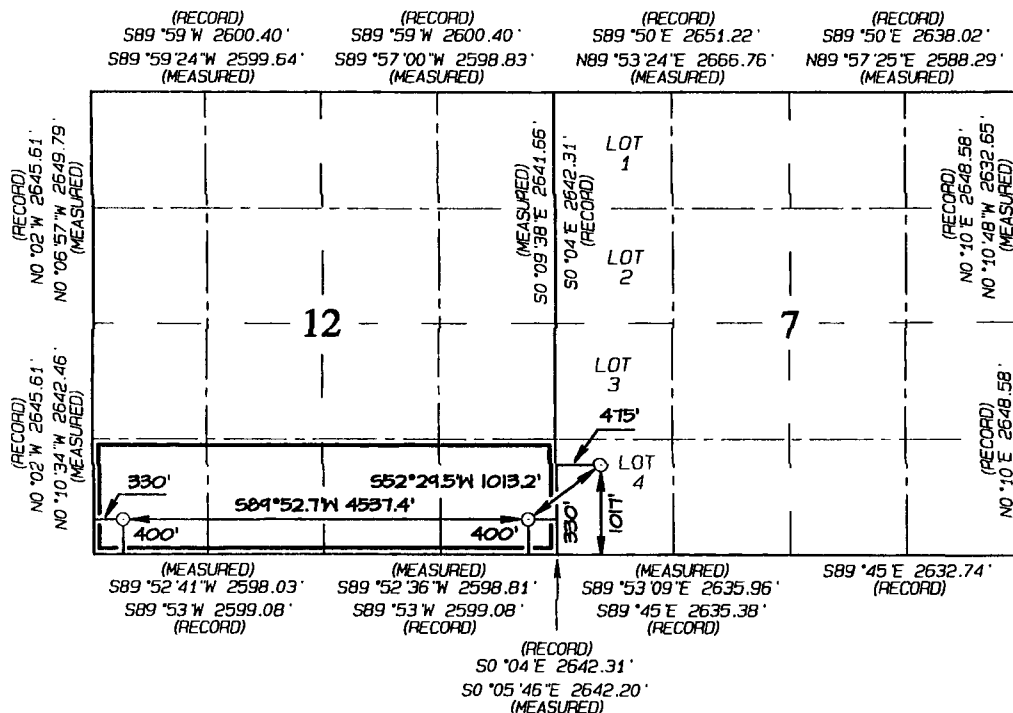 (RECORD)
S89 °59 'W 2600.40 '
S89 °59 '24 "W 2599.64 '
(MEASURED)
(RECORD)
S89 °59 'W 2600.40 '
S89 °57 '00 "W 2598.83 '
(MEASURED)
(RECORD)
S89 °50 'E 2651.22 '
N89 °53 '24 "E 2666.76 '
(MEASURED)
(RECORD)
S89 °50 'E 2638.02 '
N89 °57 '25 "E 2588.29 '
(MEASURED)
(RECORD)
N0 °02 'W 2645.61 '
N0 °06 '57 "W 2649.79 '
(MEASURED)
(MEASURED)
S0 °09 '38 "E 2641.66 '
S0 °04 'E 2642.31 '
(RECORD)
LOT
1
LOT
2
(RECORD)
N0 °10 'E 2648.58 '
N0 °10 '48 "W 2632.65 '
(MEASURED)
12
7
LOT
3
(RECORD)
N0 °02 'W 2645.61 '
N0 °10 '34 "W 2642.46 '
(MEASURED)
(RECORD)
N0 °10 'E 2648.58 '
475'
LOT
4
S52°29.5'W 1013.2'
330'
S89°52.7'W 4537.4'
400'
400'
330'
1017'
(MEASURED)
S89 °52 '41 "W 2598.03 '
S89 °53 'W 2599.08 '
(RECORD)
(MEASURED)
S89 °52 '36 "W 2598.81 '
S89 °53 'W 2599.08 '
(RECORD)
(MEASURED)
S89 °53 '09 "E 2635.96 '
S89 °45 'E 2635.38 '
(RECORD)
S89 °45 'E 2632.74 '
(RECORD)
(RECORD)
S0 °04 'E 2642.31 '
S0 °05 '46 "E 2642.20 '
(MEASURED)